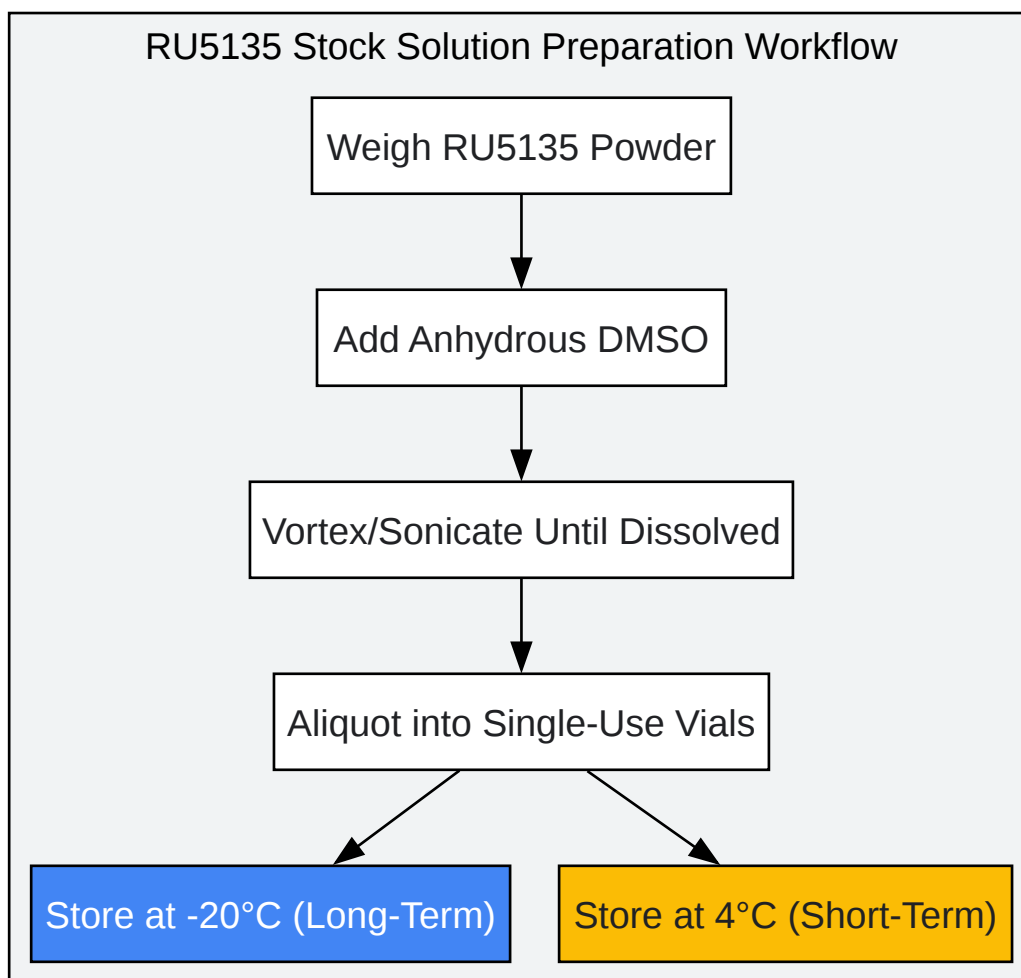 RU5135 Stock Solution Preparation Workflow
Weigh RU5135 Powder
Add Anhydrous DMSO
Vortex/Sonicate Until Dissolved
Aliquot into Single-Use Vials
Store at -20°C (Long-Term)
Store at 4°C (Short-Term)